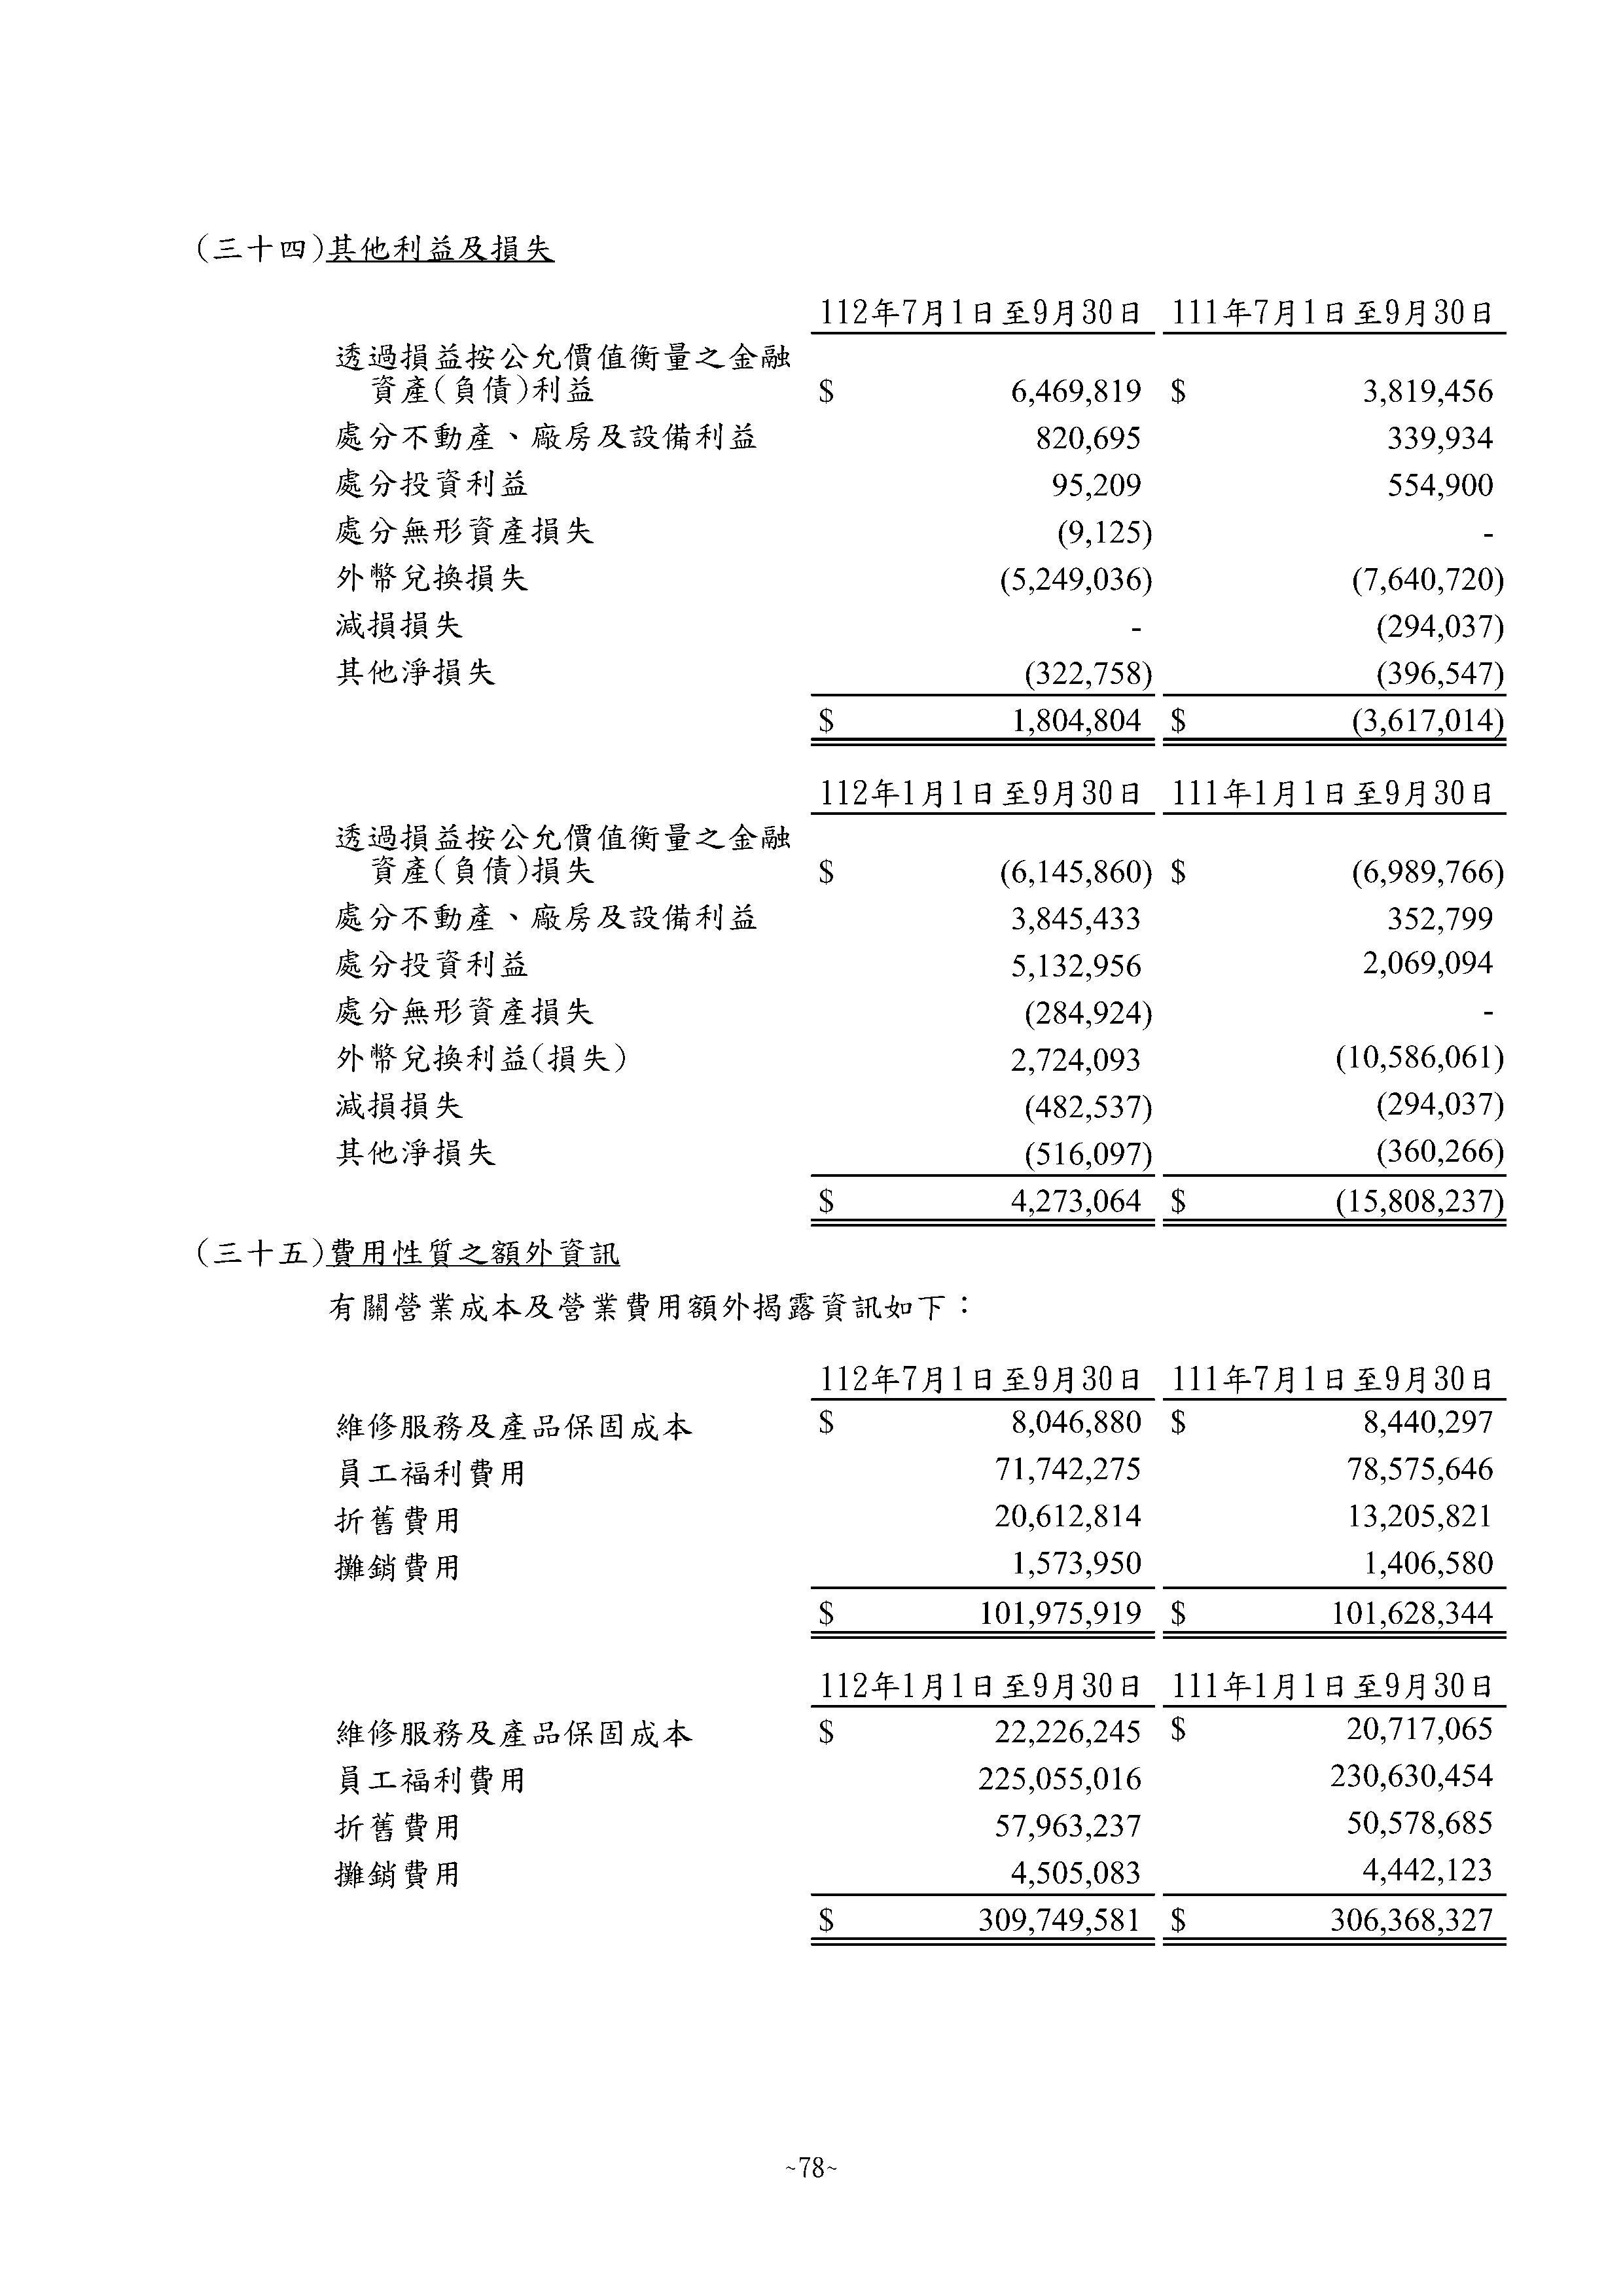 (三十四)其他利益及損失
112年7月1日至9月30日 111年7月1日至9月30日
透過損益按公允價值衡量之金融
資產(負債)利益 $ 6,469,819 $ 3,819,456
處分不動產、廠房及設備利益 820,695 339,934
處分投資利益 95,209 554,900
處分無形資產損失 (9,125) -
外幣兌換損失 (5,249,036) (7,640,720)
減損損失 - (294,037)
其他淨損失 (322,758) (396,547)
$ 1,804,804 $ (3,617,014)
112年1月1日至9月30日 111年1月1日至9月30日
透過損益按公允價值衡量之金融
資產(負債)損失 $ (6,145,860) $ (6,989,766)
處分不動產、廠房及設備利益 3,845,433 352,799
處分投資利益 5,132,956 2,069,094
處分無形資產損失 (284,924) -
外幣兌換利益(損失) 2,724,093 (10,586,061)
減損損失 (482,537) (294,037)
其他淨損失 (516,097) (360,266)
$ 4,273,064 $ (15,808,237)
(三十五)費用性質之額外資訊
有關營業成本及營業費用額外揭露資訊如下：
112年7月1日至9月30日 111年7月1日至9月30日
維修服務及產品保固成本 $ 8,046,880 $ 8,440,297
員工福利費用 71,742,275 78,575,646
折舊費用 20,612,814 13,205,821
攤銷費用 1,573,950 1,406,580
$ 101,975,919 $ 101,628,344
112年1月1日至9月30日 111年1月1日至9月30日
維修服務及產品保固成本 $ 22,226,245 $ 20,717,065
員工福利費用 225,055,016 230,630,454
折舊費用 57,963,237 50,578,685
攤銷費用 4,505,083 4,442,123
$ 309,749,581 $ 306,368,327
~78~